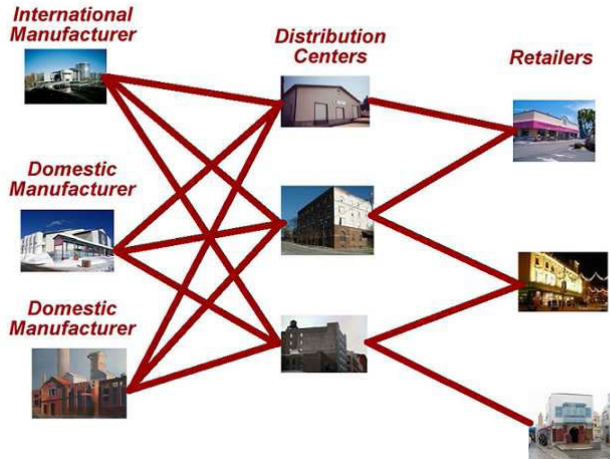 International
Manufacturer
Distribution
Centers
Retailers
Domestic
Manufacturer
Domestic
Manufacturer